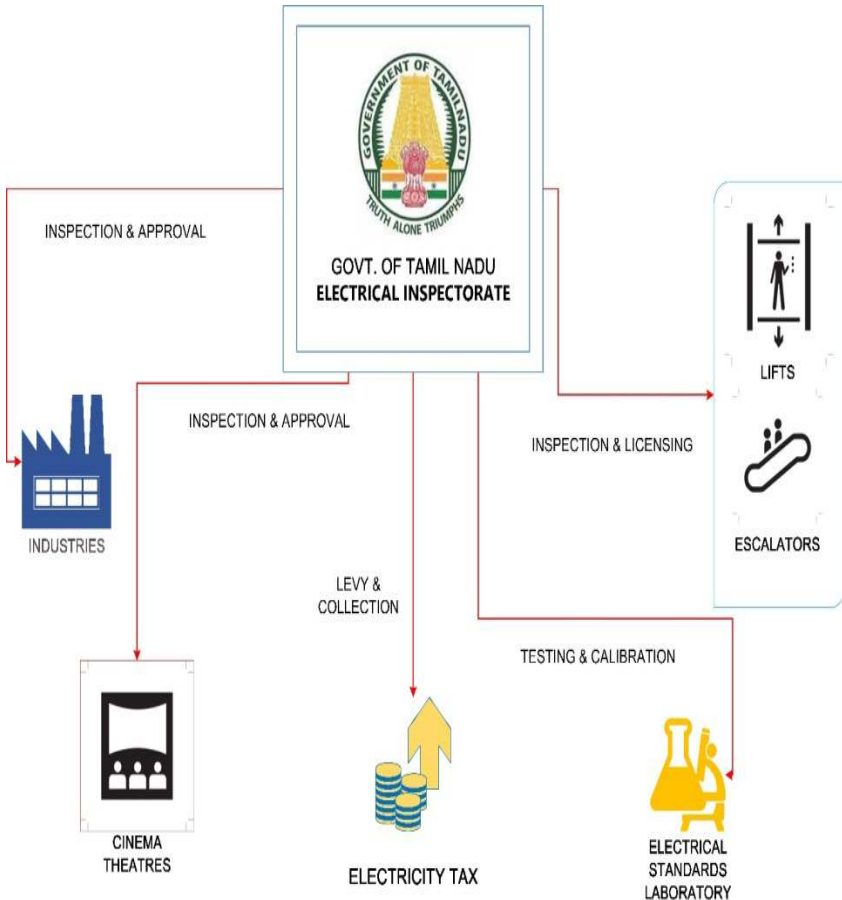 GOVERNMENT OF TAMILNADU
TRUTH ALONE TRIUMPHS
GOVT. OF TAMIL NADU
ELECTRICAL INSPECTORATE
INSPECTION & APPROVAL
INDUSTRIES
INSPECTION & APPROVAL
CINEMA
THEATRES
LEVY &
COLLECTION
ELECTRICITY TAX
TESTING & CALIBRATION
ELECTRICAL
STANDARDS
LABORATORY
INSPECTION & LICENSING
LIFTS
ESCALATORS